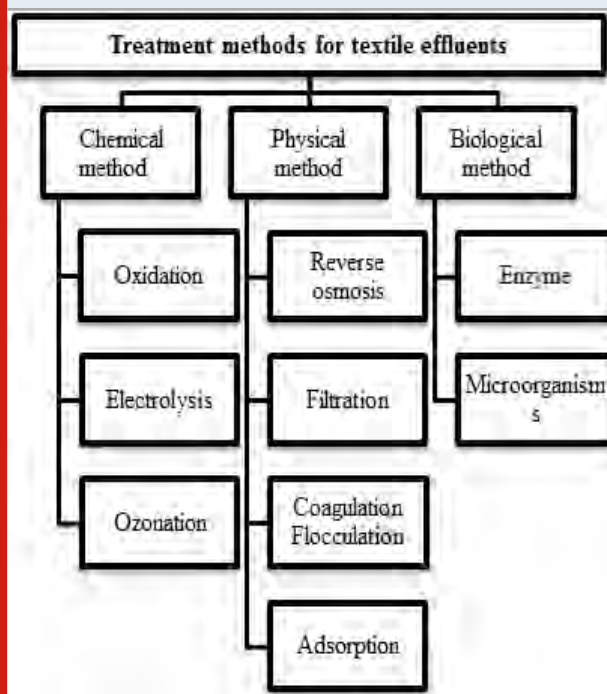 Treatment methods for textile effluents
Chemical
method
Physical
method
Biological
method
Oxidation
Reverse
osmosis
Enzyme
Electrolysis
Filtration
Microorganism
s
Ozonation
Coagulation
Flocculation
Adsorption